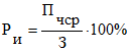 Р_и = П_чср / З · 100%